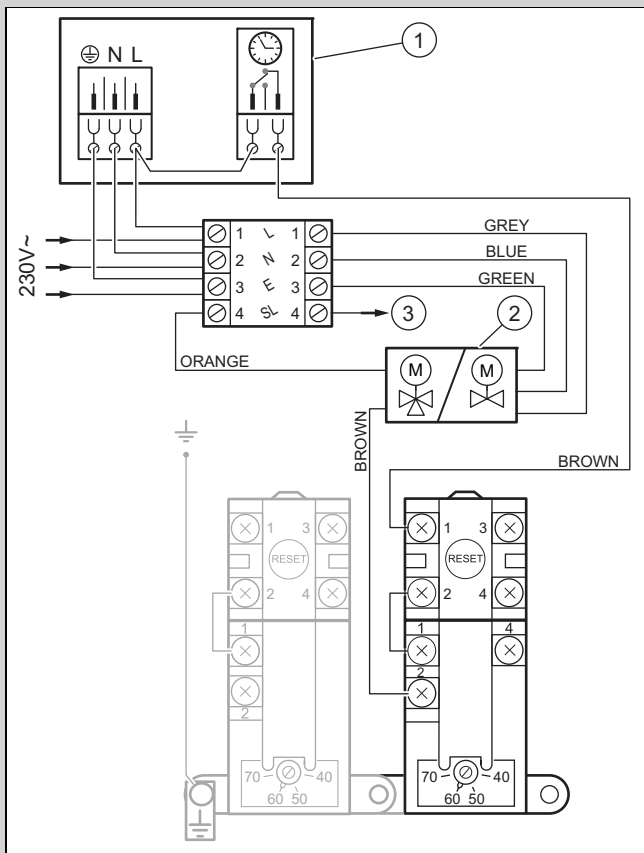 1
N L
1 L 1
2 N 2
3 E 3
4 SL 4
230V~
GREY
BLUE
GREEN
3
2
ORANGE
M M
BROWN
BROWN
1 3
RESET
2 4
1
2
70 40
60 50
1 3
RESET
2 4
1 4
2
70 40
60 50